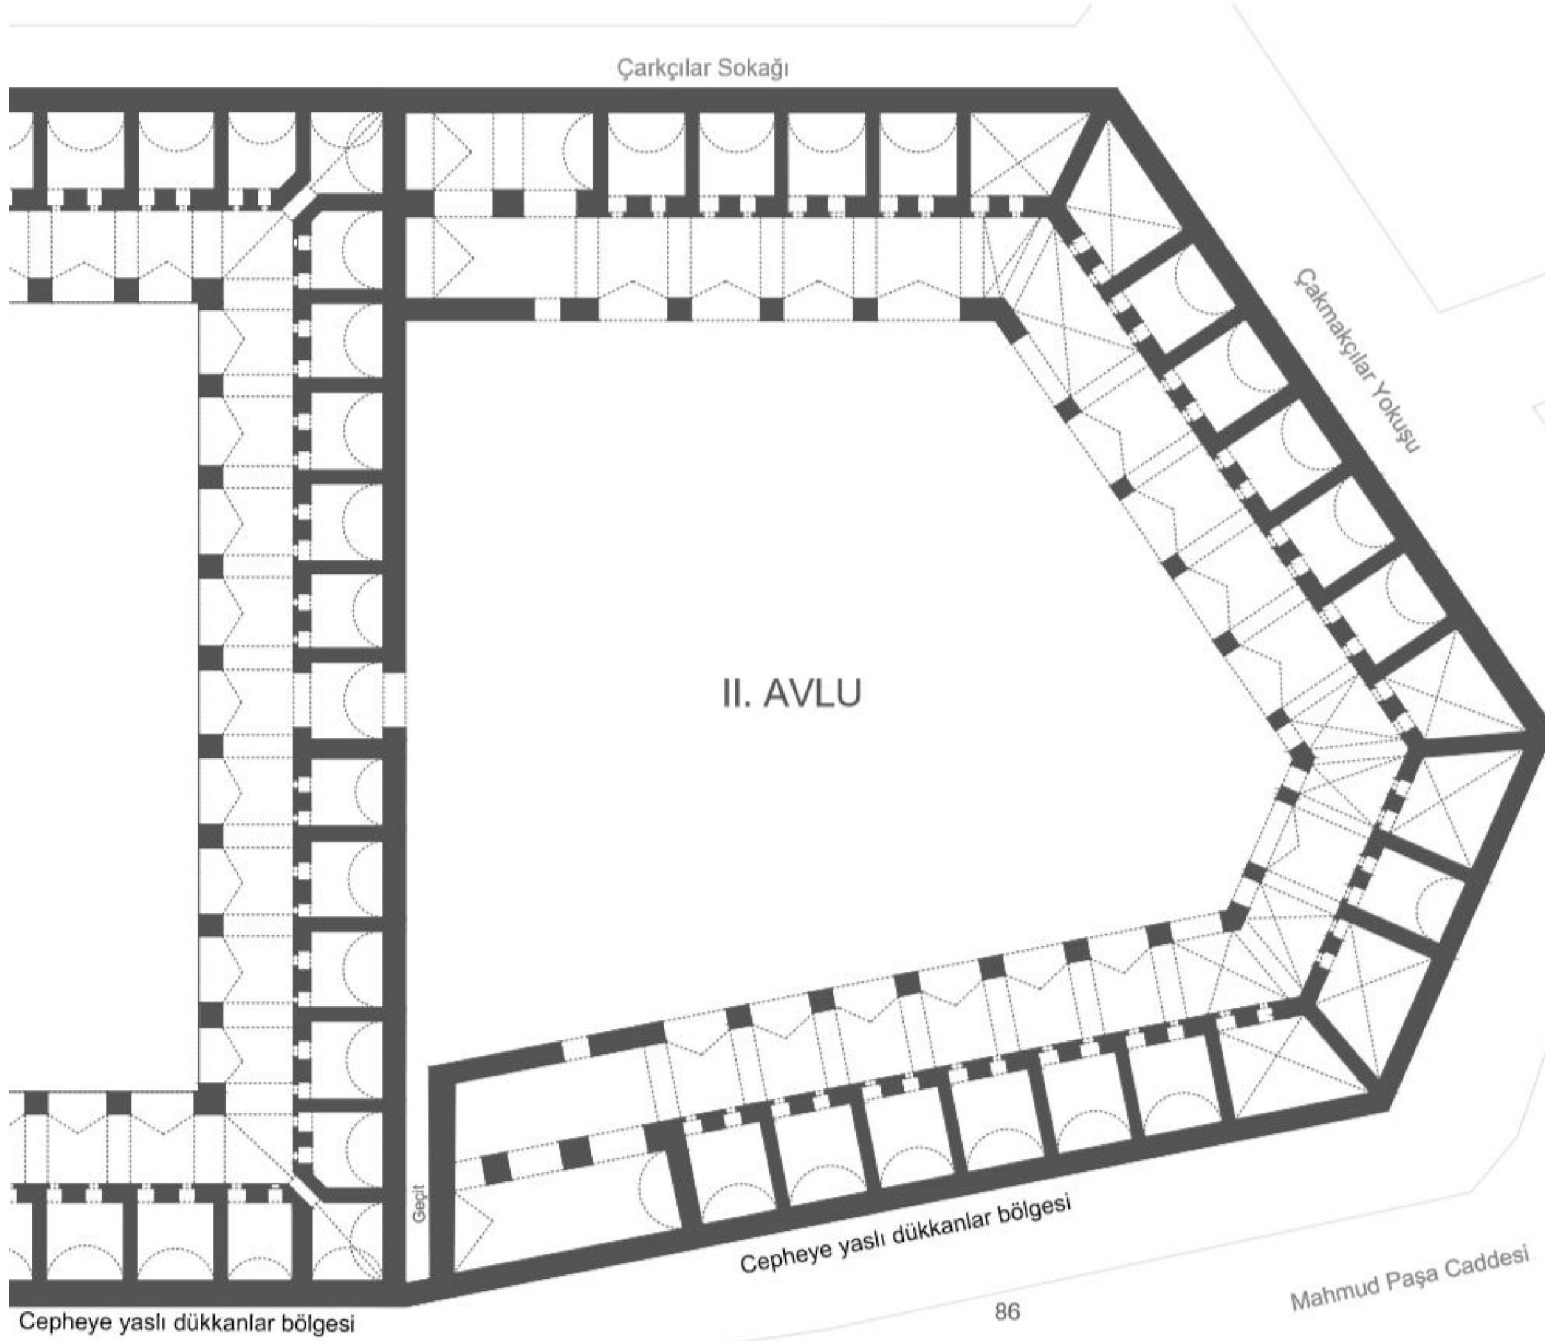 Çarkçılar Sokağı
Çakmakçılar Yokuşu
II. AVLU
Geçit
Cepheye yaslı dükkanlar bölgesi
Mahmud Paşa Caddesi
86
Cepheye yaslı dükkanlar bölgesi